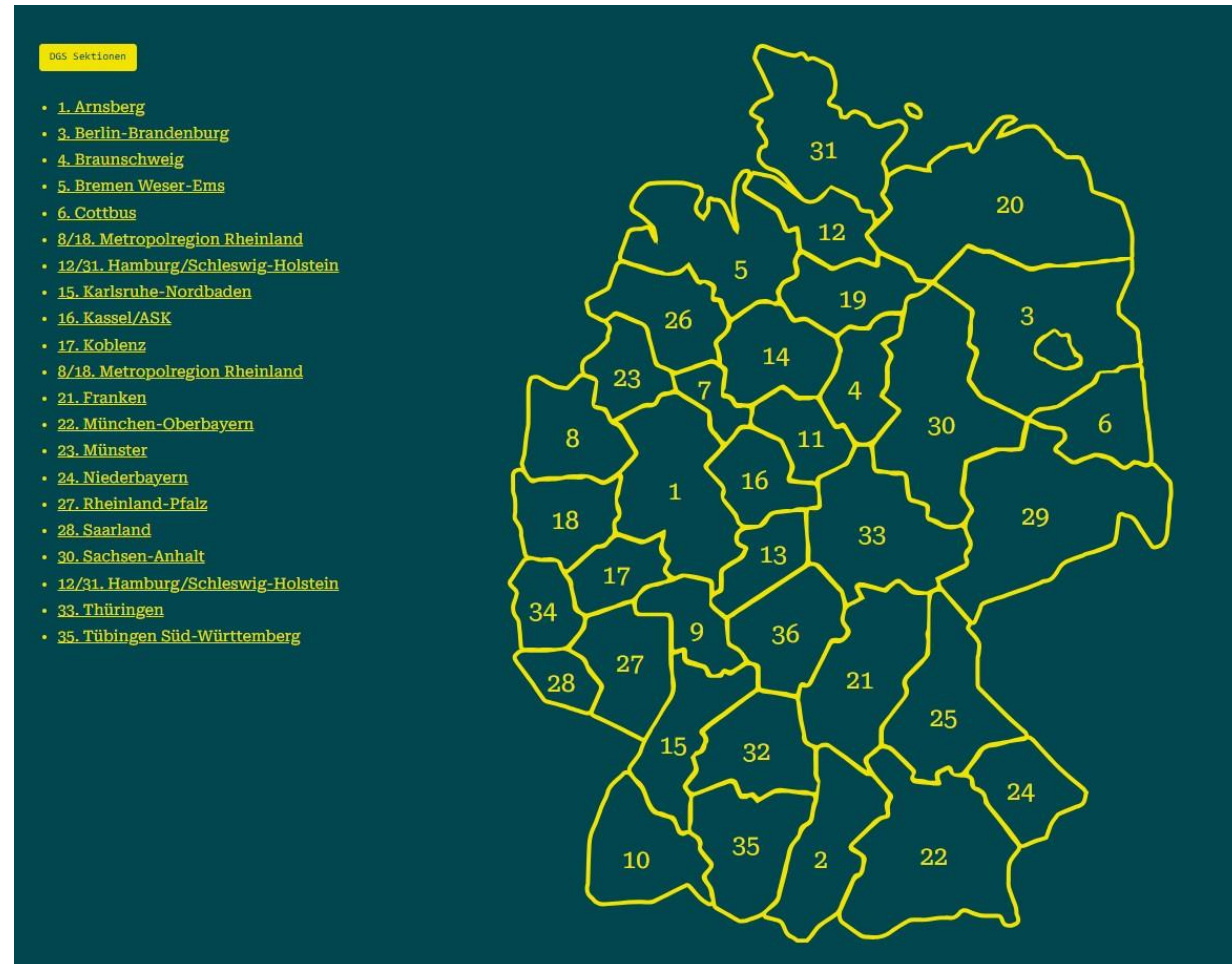 DGS Sektionen
• 1. Arnsberg
• 3. Berlin-Brandenburg
• 4. Braunschweig
• 5. Bremen Weser-Ems
• 6. Cottbus
• 8/18. Metropolregion Rheinland
• 12/31. Hamburg/Schleswig-Holstein
• 15. Karlsruhe-Nordbaden
• 16. Kassel/ASK
• 17. Koblenz
• 8/18. Metropolregion Rheinland
• 21. Franken
• 22. München-Oberbayern
• 23. Münster
• 24. Niederbayern
• 27. Rheinland-Pfalz
• 28. Saarland
• 30. Sachsen-Anhalt
• 12/31. Hamburg/Schleswig-Holstein
• 33. Thüringen
• 35. Tübingen Süd-Württemberg
31
20
12
5
19
3
26
14
23
7
4
6
30
8
11
16
1
18
29
33
13
17
34
9
36
27
21
28
25
15
32
24
35
22
10
2